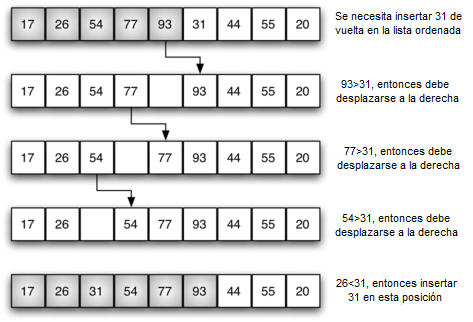 17 26 54 77 93 31 44 55 20
Se necesita insertar 31 de
vuelta en la lista ordenada
17 26 54 77 93 44 55 20
93>31, entonces debe
desplazarse a la derecha
17 26 54 77 93 44 55 20
77>31, entonces debe
desplazarse a la derecha
17 26 54 77 93 44 55 20
54>31, entonces debe
desplazarse a la derecha
17 26 31 54 77 93 44 55 20
26<31, entonces insertar
31 en esta posición